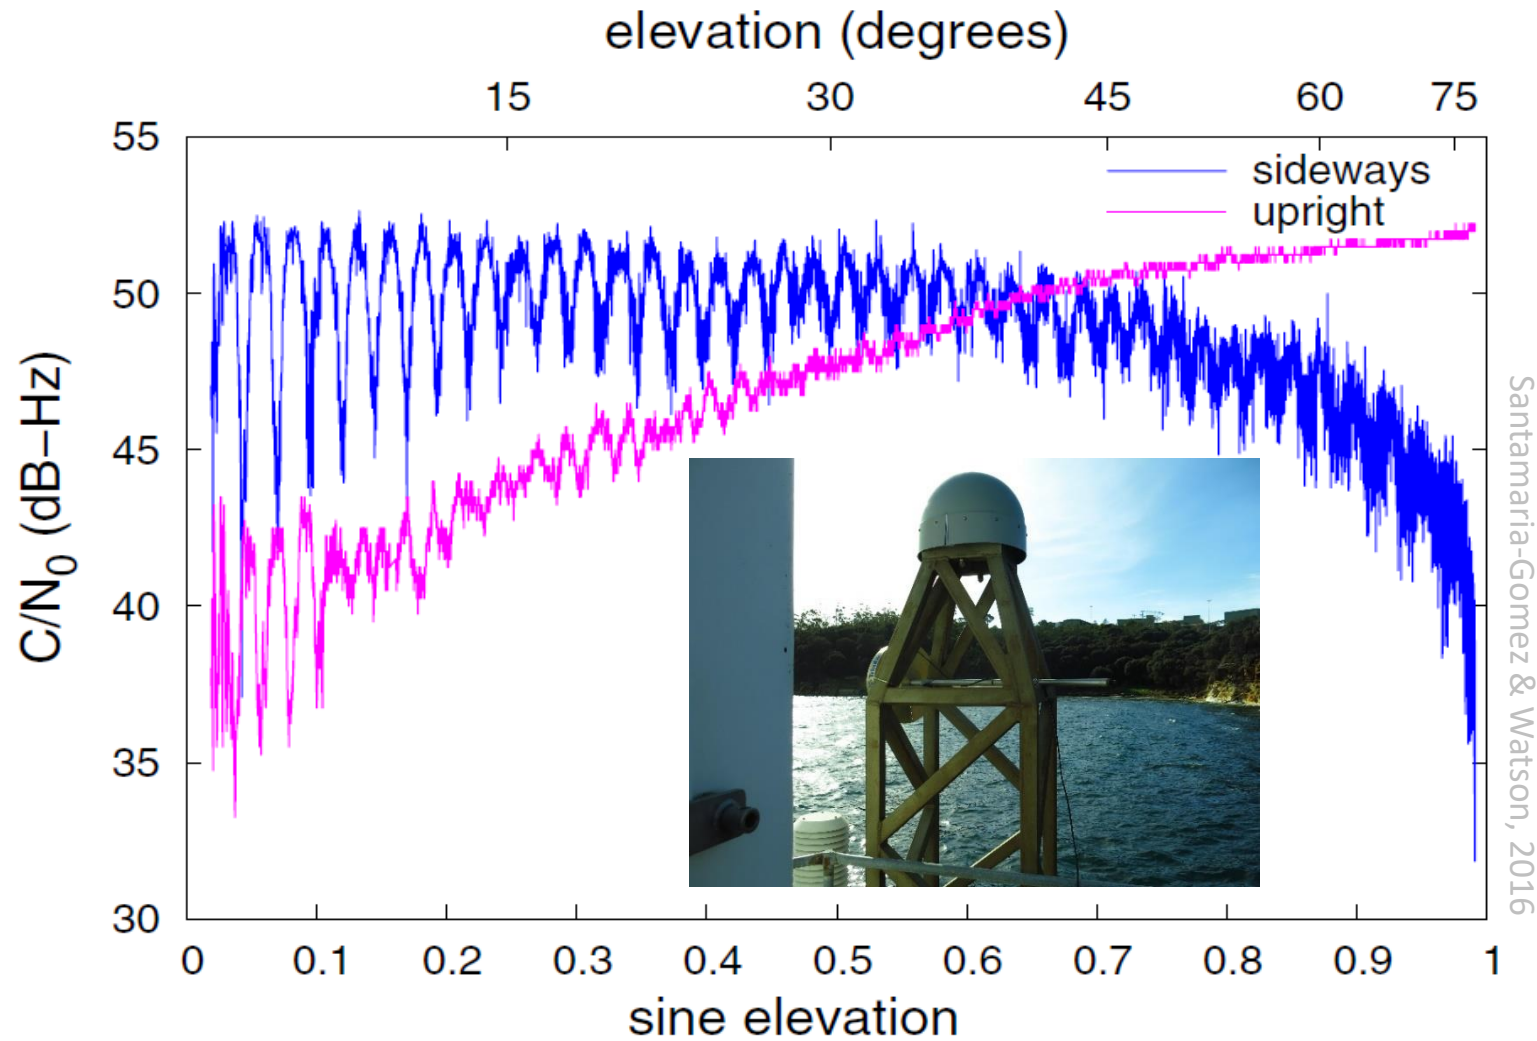 elevation (degrees)
15 30 45 60 75
55
50
45
40
35
30
C/N0 (dB–Hz)
sideways
upright
0 0.1 0.2 0.3 0.4 0.5 0.6 0.7 0.8 0.9 1
sine elevation
Santamaria-Gomez & Watson, 2016